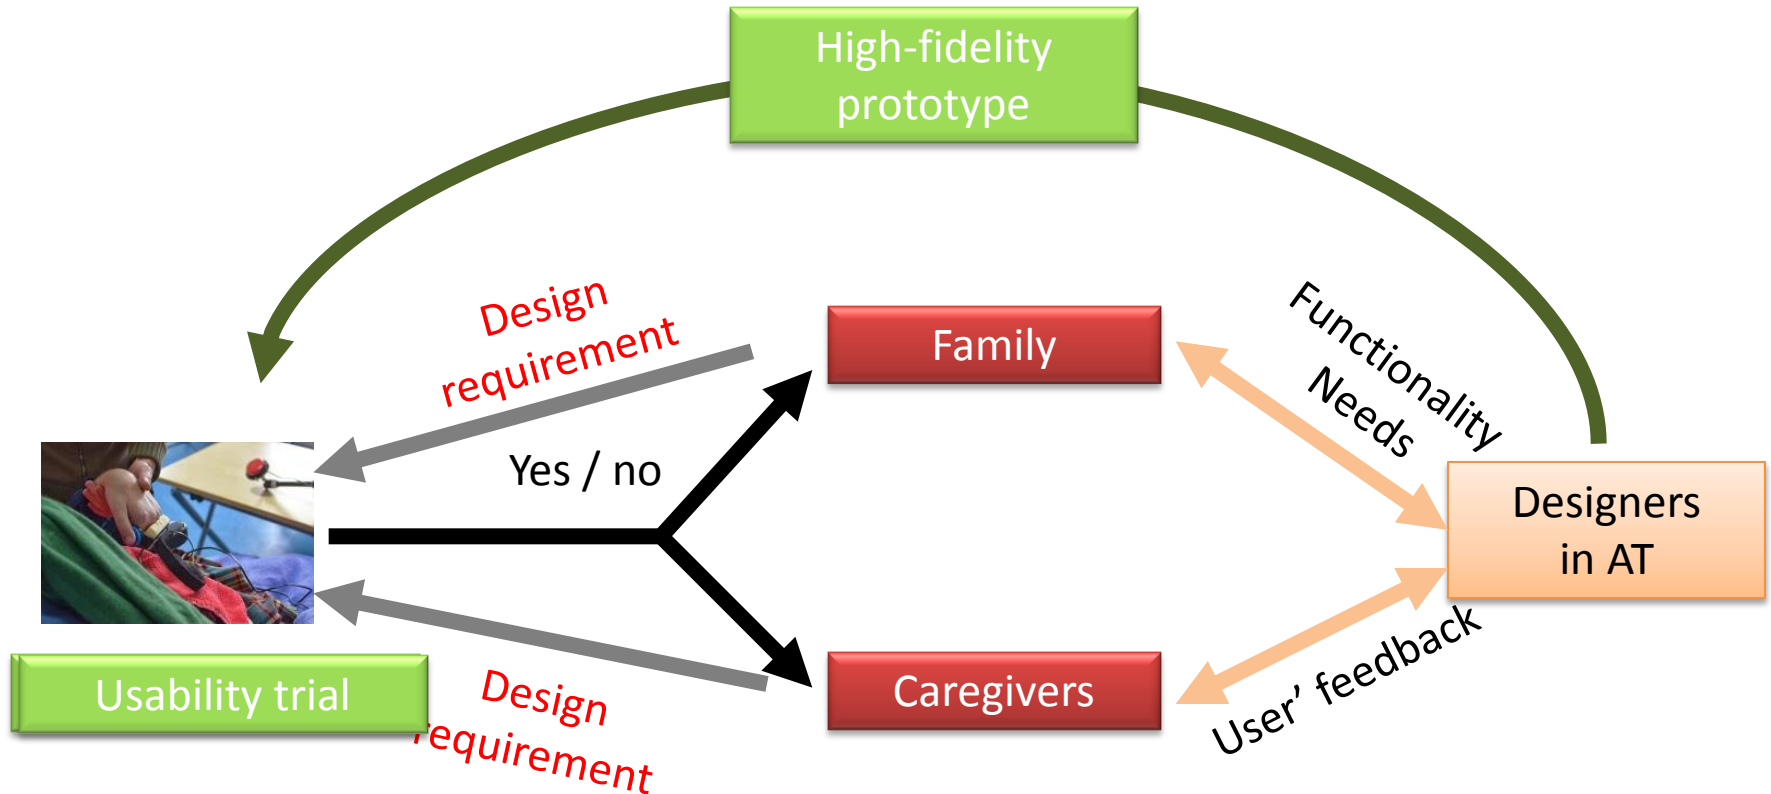 High-fidelity
prototype
Design
requirement
Family
Functionality
Needs
Yes / no
Designers
in AT
Usability trial
Design
requirement
Caregivers
User’ feedback